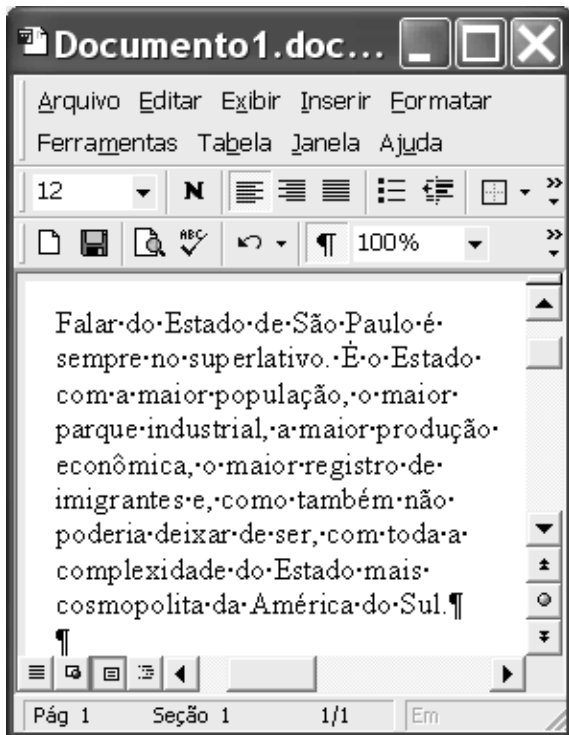 Documento1.doc...
Arquivo Editar Exibir Inserir Formatar
Ferramentas Tabela Janela Ajuda
12 N
ABC ¶ 100%
Falar·do·Estado·de·São·Paulo·é·
sempre·no·superlativo.·É·o·Estado·
com·a·maior·população,·o·maior·
parque·industrial,·a·maior·produção·
econômica,·o·maior·registro·de·
imigrantes·e,·como·também·não·
poderia·deixar·de·ser,·com·toda·a·
complexidade·do·Estado·mais·
cosmopolita·da·América·do·Sul.¶
¶
Pág 1 Seção 1 1/1 Em